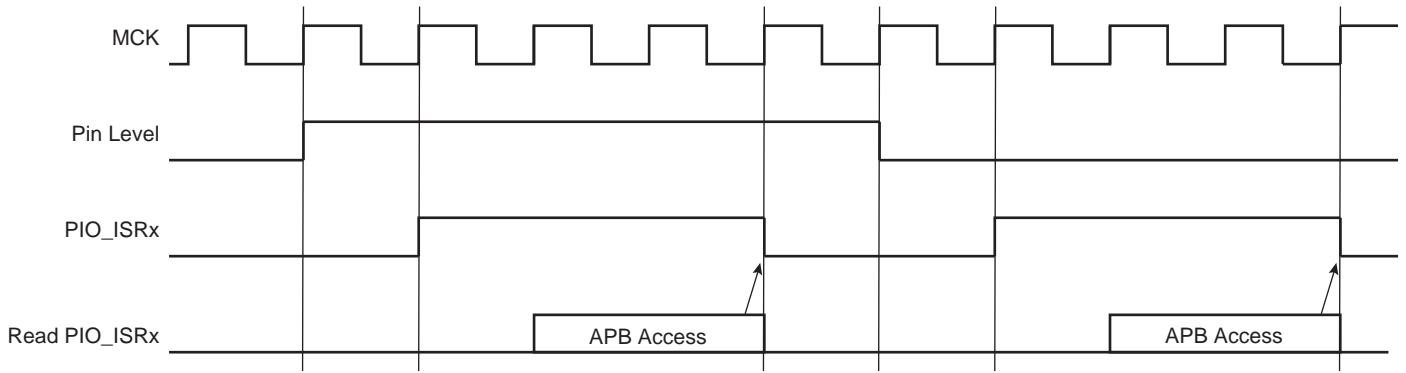 MCK
Pin Level
PIO_ISRx
Read PIO_ISRx
APB Access
APB Access